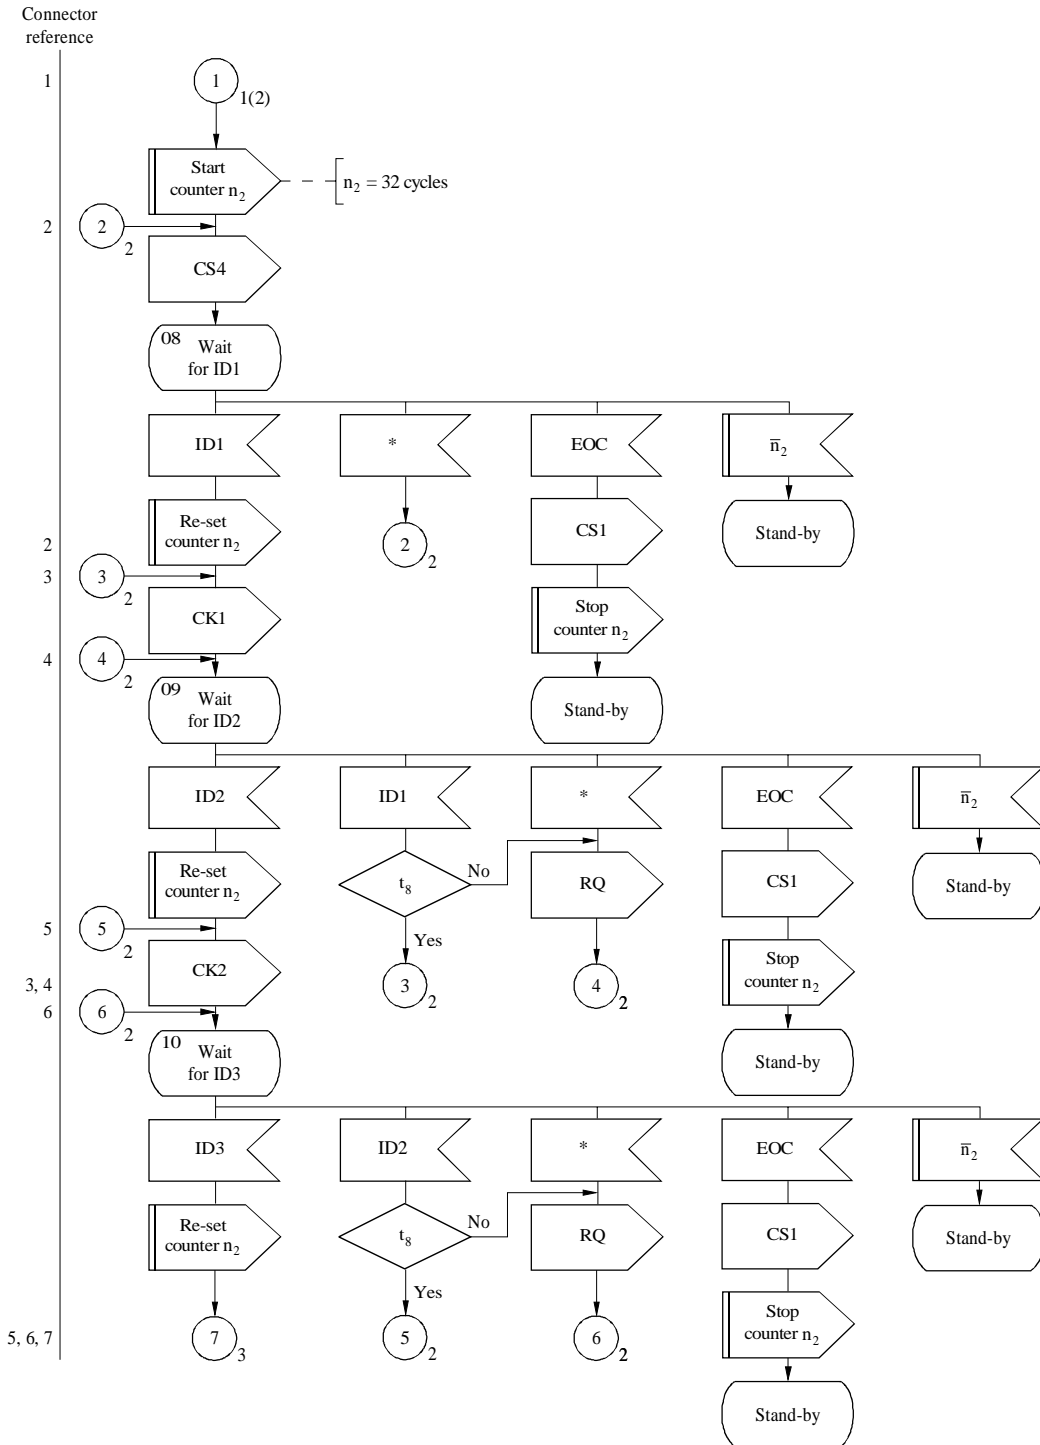 Connector
reference
1
1
1(2)
Start
counter n₂
n₂ = 32 cycles
2
2
2
CS4
08
Wait
for ID1
ID1
*
EOC
n̅₂
Re-set
counter n₂
2
2
CS1
Stand-by
2
3
3
2
CK1
Stop
counter n₂
4
4
2
09
Wait
for ID2
Stand-by
ID2
ID1
*
EOC
n̅₂
Re-set
counter n₂
t₈
No
Yes
RQ
CS1
Stand-by
5
5
2
CK2
3
2
4
2
Stop
counter n₂
3, 4
6
6
2
10
Wait
for ID3
Stand-by
ID3
ID2
*
EOC
n̅₂
Re-set
counter n₂
t₈
No
Yes
RQ
CS1
Stand-by
5, 6, 7
7
3
5
2
6
2
Stop
counter n₂
Stand-by